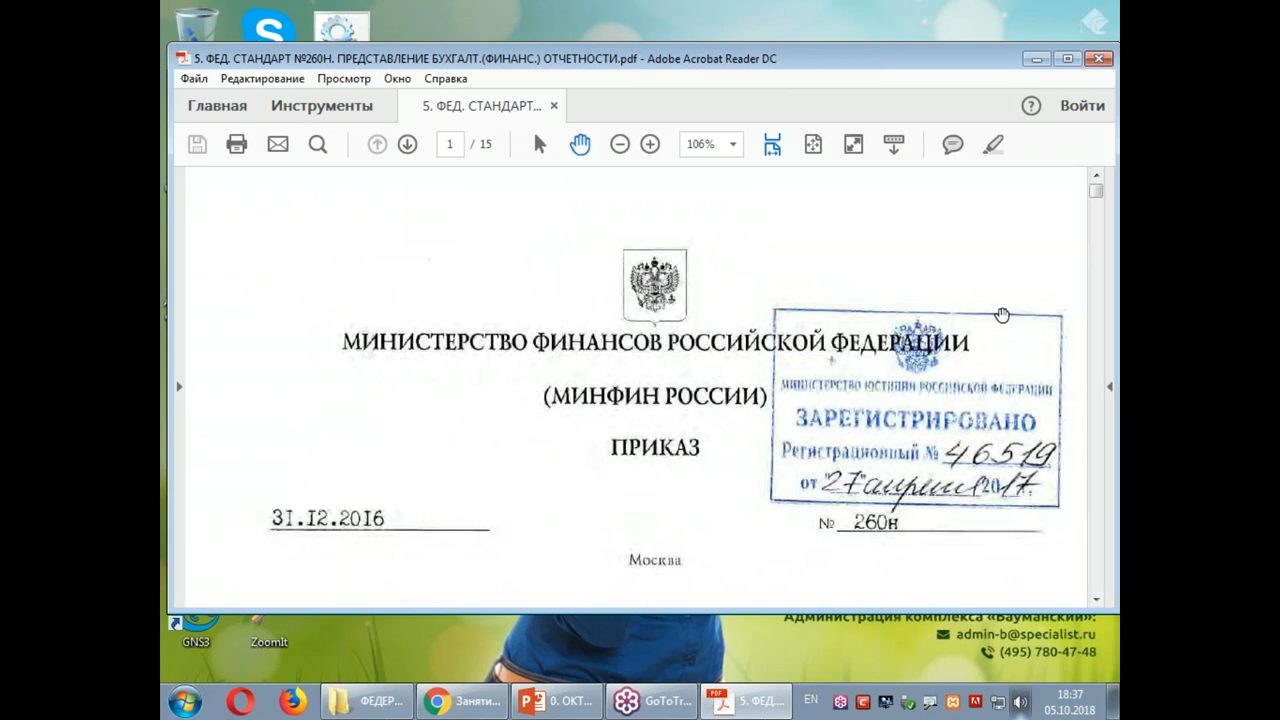 5. ФЕД. СТАНДАРТ №260Н. ПРЕДСТАВЛЕНИЕ БУХГАЛТ.(ФИНАНС.) ОТЧЕТНОСТИ.pdf - Adobe Acrobat Reader DC
Файл Редактирование Просмотр Окно Справка
Главная Инструменты 5. ФЕД. СТАНДАРТ... × ? Войти
1 / 15 106%
МИНИСТЕРСТВО ФИНАНСОВ РОССИЙСКОЙ ФЕДЕРАЦИИ
(МИНФИН РОССИИ)
ПРИКАЗ
МИНИСТЕРСТВО ЮСТИЦИИ РОССИЙСКОЙ ФЕДЕРАЦИИ
ЗАРЕГИСТРИРОВАНО
Регистрационный № 46519
от "27" апреля 2017.
31.12.2016
№ 260н
Москва
GNS3 ZoomIt
Администрация комплекса «Бауманский»:
admin-b@specialist.ru
(495) 780-47-48
ФЕДЕР... Заняти... 0. ОКТ... GoToTr... 5. ФЕД.... EN 18:37
05.10.2018